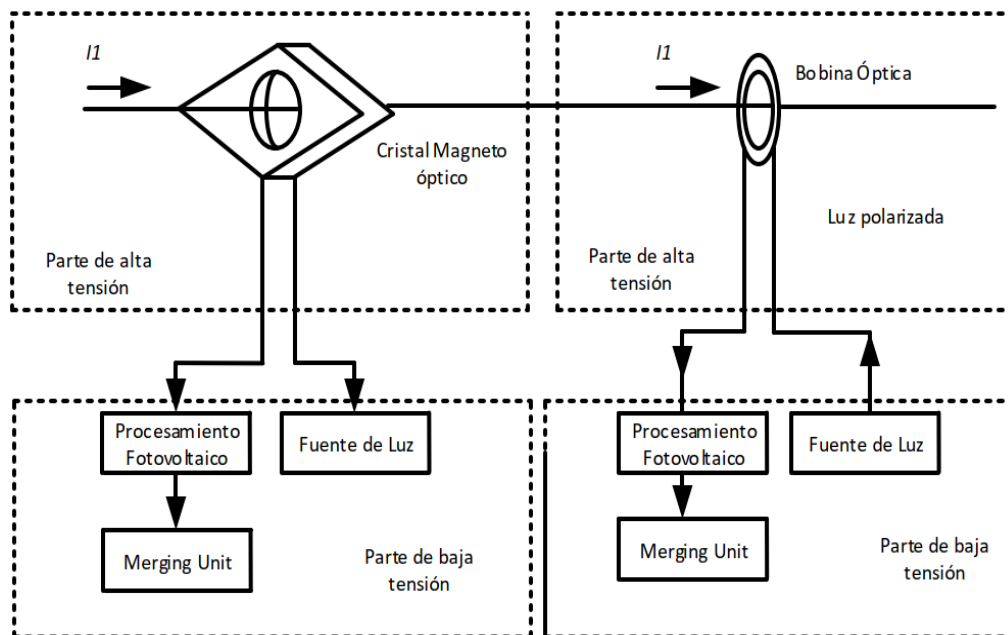 I1
Cristal Magneto
óptico
Parte de alta
tensión
I1
Bobina Óptica
Luz polarizada
Parte de alta
tensión
Procesamiento
Fotovoltaico
Fuente de Luz
Merging Unit
Parte de baja
tensión
Procesamiento
Fotovoltaico
Fuente de Luz
Merging Unit
Parte de baja
tensión